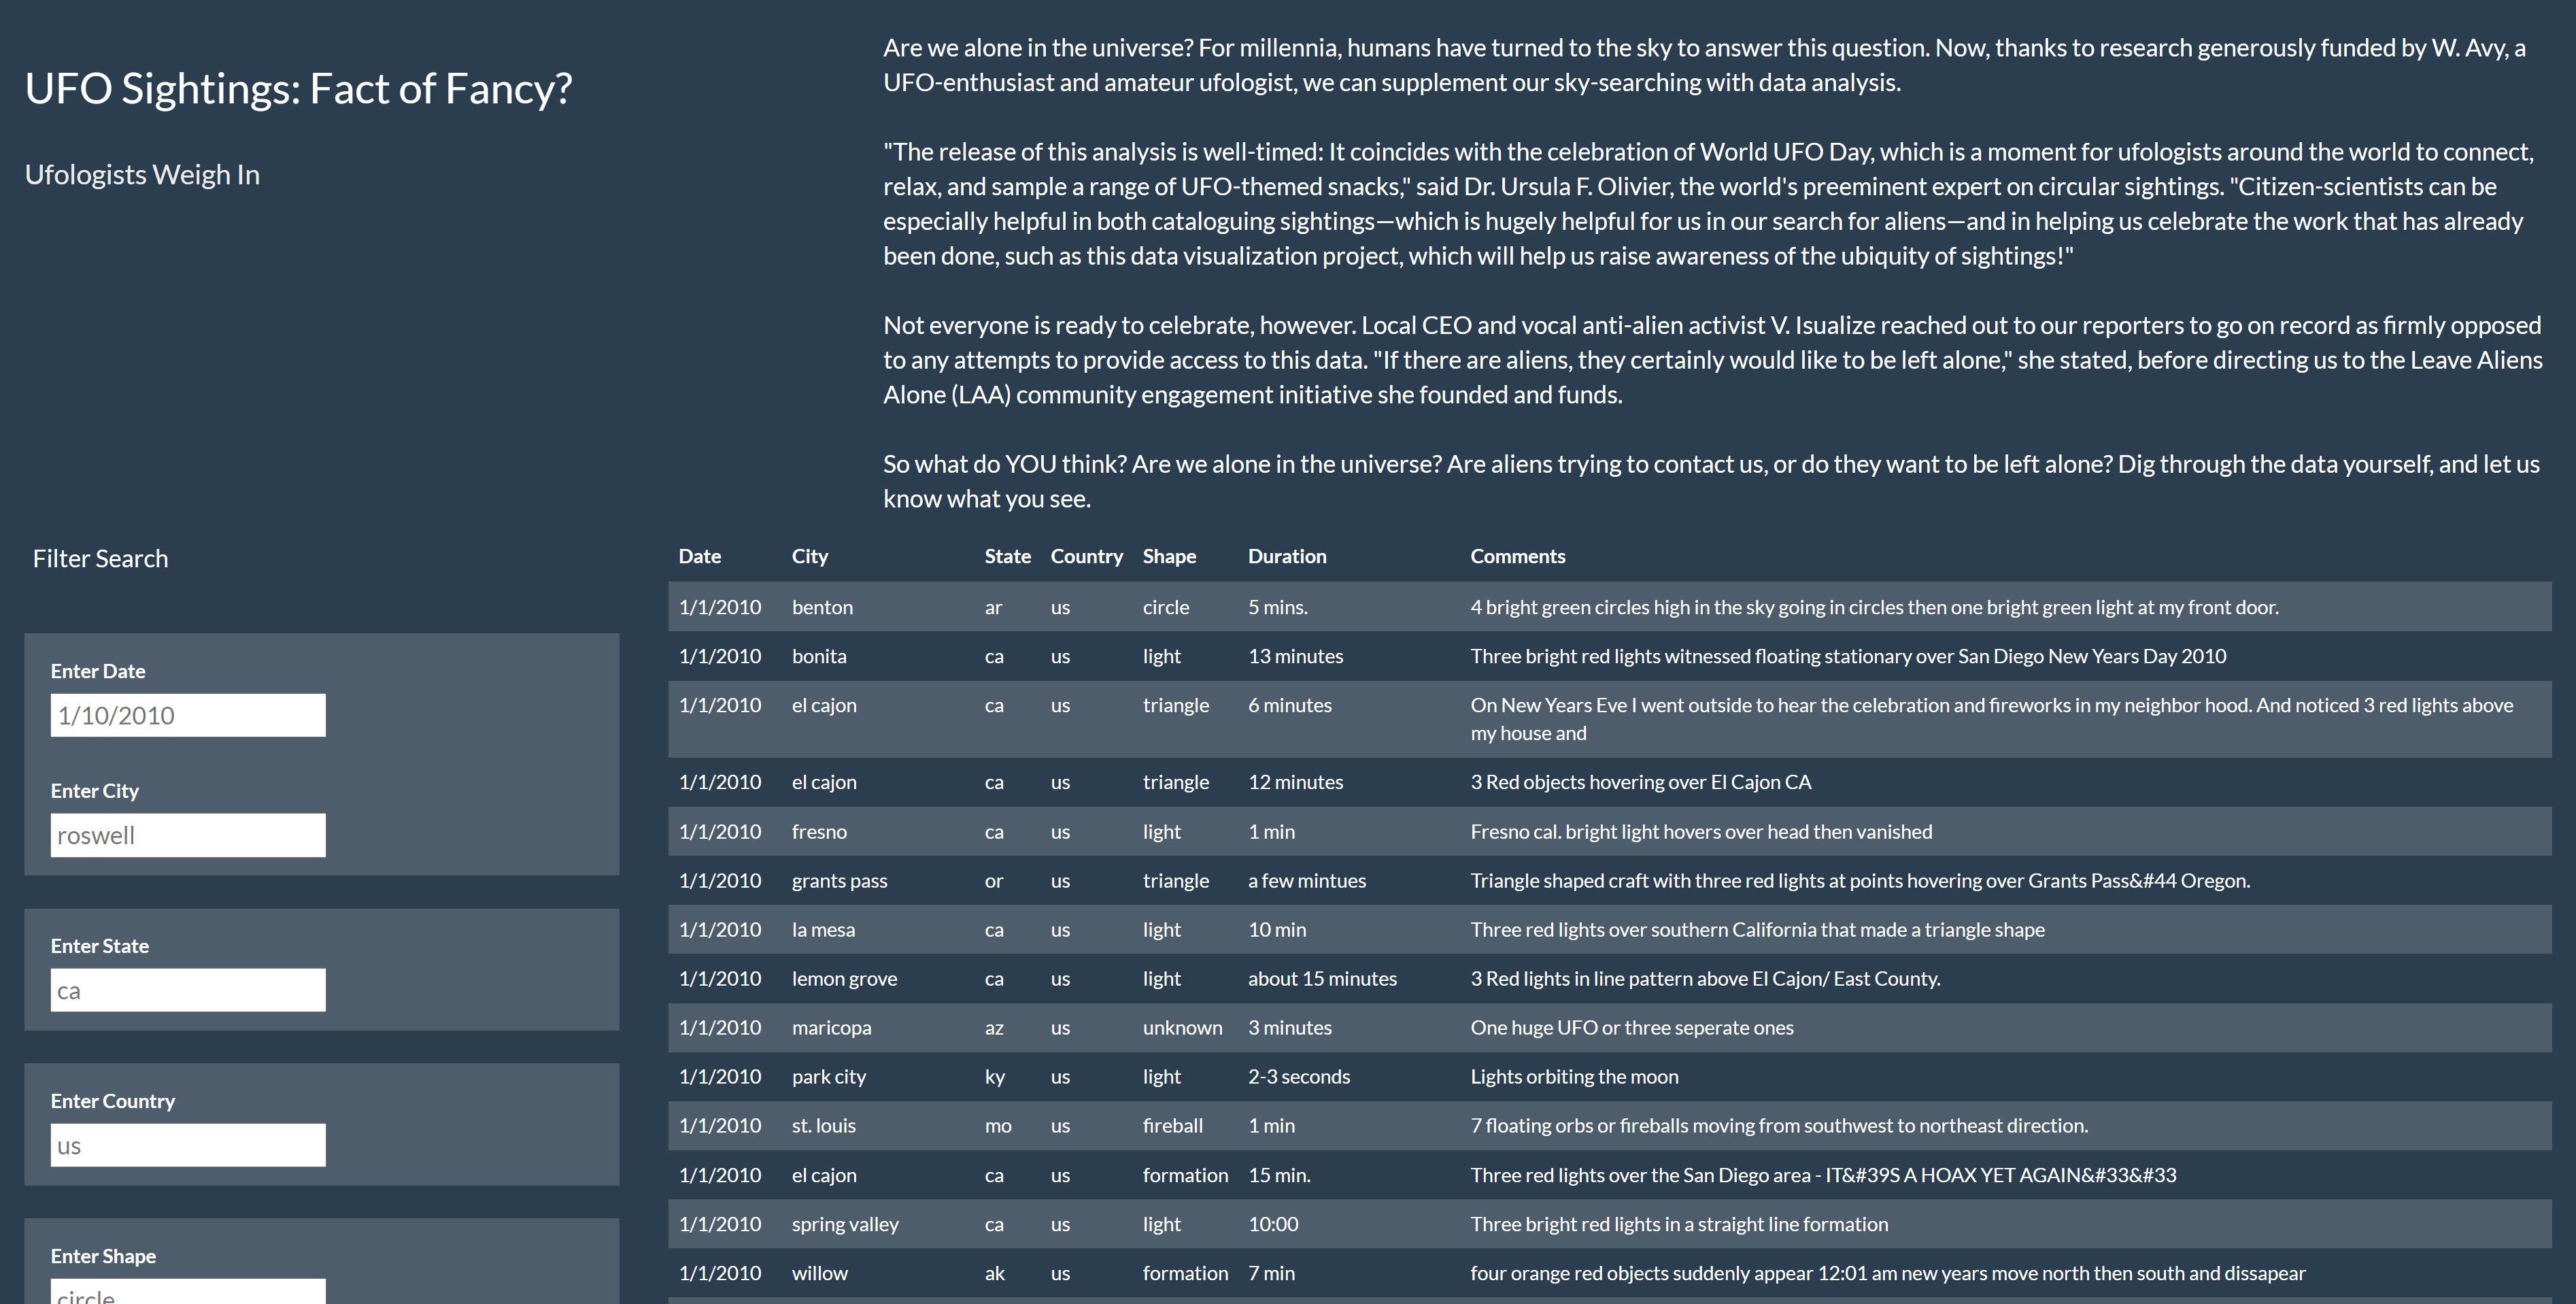 UFO Sightings: Fact of Fancy?
Ufologists Weigh In
Are we alone in the universe? For millennia, humans have turned to the sky to answer this question. Now, thanks to research generously funded by W. Avy, a
UFO-enthusiast and amateur ufologist, we can supplement our sky-searching with data analysis.
"The release of this analysis is well-timed: It coincides with the celebration of World UFO Day, which is a moment for ufologists around the world to connect,
relax, and sample a range of UFO-themed snacks," said Dr. Ursula F. Olivier, the world's preeminent expert on circular sightings. "Citizen-scientists can be
especially helpful in both cataloguing sightings—which is hugely helpful for us in our search for aliens—and in helping us celebrate the work that has already
been done, such as this data visualization project, which will help us raise awareness of the ubiquity of sightings!"
Not everyone is ready to celebrate, however. Local CEO and vocal anti-alien activist V. Isualize reached out to our reporters to go on record as firmly opposed
to any attempts to provide access to this data. "If there are aliens, they certainly would like to be left alone," she stated, before directing us to the Leave Aliens
Alone (LAA) community engagement initiative she founded and funds.
So what do YOU think? Are we alone in the universe? Are aliens trying to contact us, or do they want to be left alone? Dig through the data yourself, and let us
know what you see.
Filter Search
Enter Date
1/10/2010
Enter City
roswell
Enter State
ca
Enter Country
us
Enter Shape
circle
Date City State Country Shape Duration Comments
1/1/2010 benton ar us circle 5 mins. 4 bright green circles high in the sky going in circles then one bright green light at my front door.
1/1/2010 bonita ca us light 13 minutes Three bright red lights witnessed floating stationary over San Diego New Years Day 2010
1/1/2010 el cajon ca us triangle 6 minutes On New Years Eve I went outside to hear the celebration and fireworks in my neighbor hood. And noticed 3 red lights above
my house and
1/1/2010 el cajon ca us triangle 12 minutes 3 Red objects hovering over El Cajon CA
1/1/2010 fresno ca us light 1 min Fresno cal. bright light hovers over head then vanished
1/1/2010 grants pass or us triangle a few mintues Triangle shaped craft with three red lights at points hovering over Grants Pass&#44 Oregon.
1/1/2010 la mesa ca us light 10 min Three red lights over southern California that made a triangle shape
1/1/2010 lemon grove ca us light about 15 minutes 3 Red lights in line pattern above El Cajon/ East County.
1/1/2010 maricopa az us unknown 3 minutes One huge UFO or three seperate ones
1/1/2010 park city ky us light 2-3 seconds Lights orbiting the moon
1/1/2010 st. louis mo us fireball 1 min 7 floating orbs or fireballs moving from southwest to northeast direction.
1/1/2010 el cajon ca us formation 15 min. Three red lights over the San Diego area - IT&#39S A HOAX YET AGAIN&#33&#33
1/1/2010 spring valley ca us light 10:00 Three bright red lights in a straight line formation
1/1/2010 willow ak us formation 7 min four orange red objects suddenly appear 12:01 am new years move north then south and dissapear